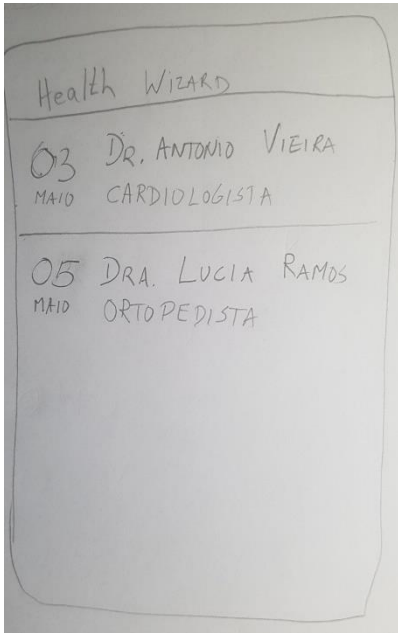 Health WIZARD
03 DR. ANTONIO VIEIRA
MAIO CARDIOLOGISTA
05 DRA. LUCIA RAMOS
MAIO ORTOPEDISTA